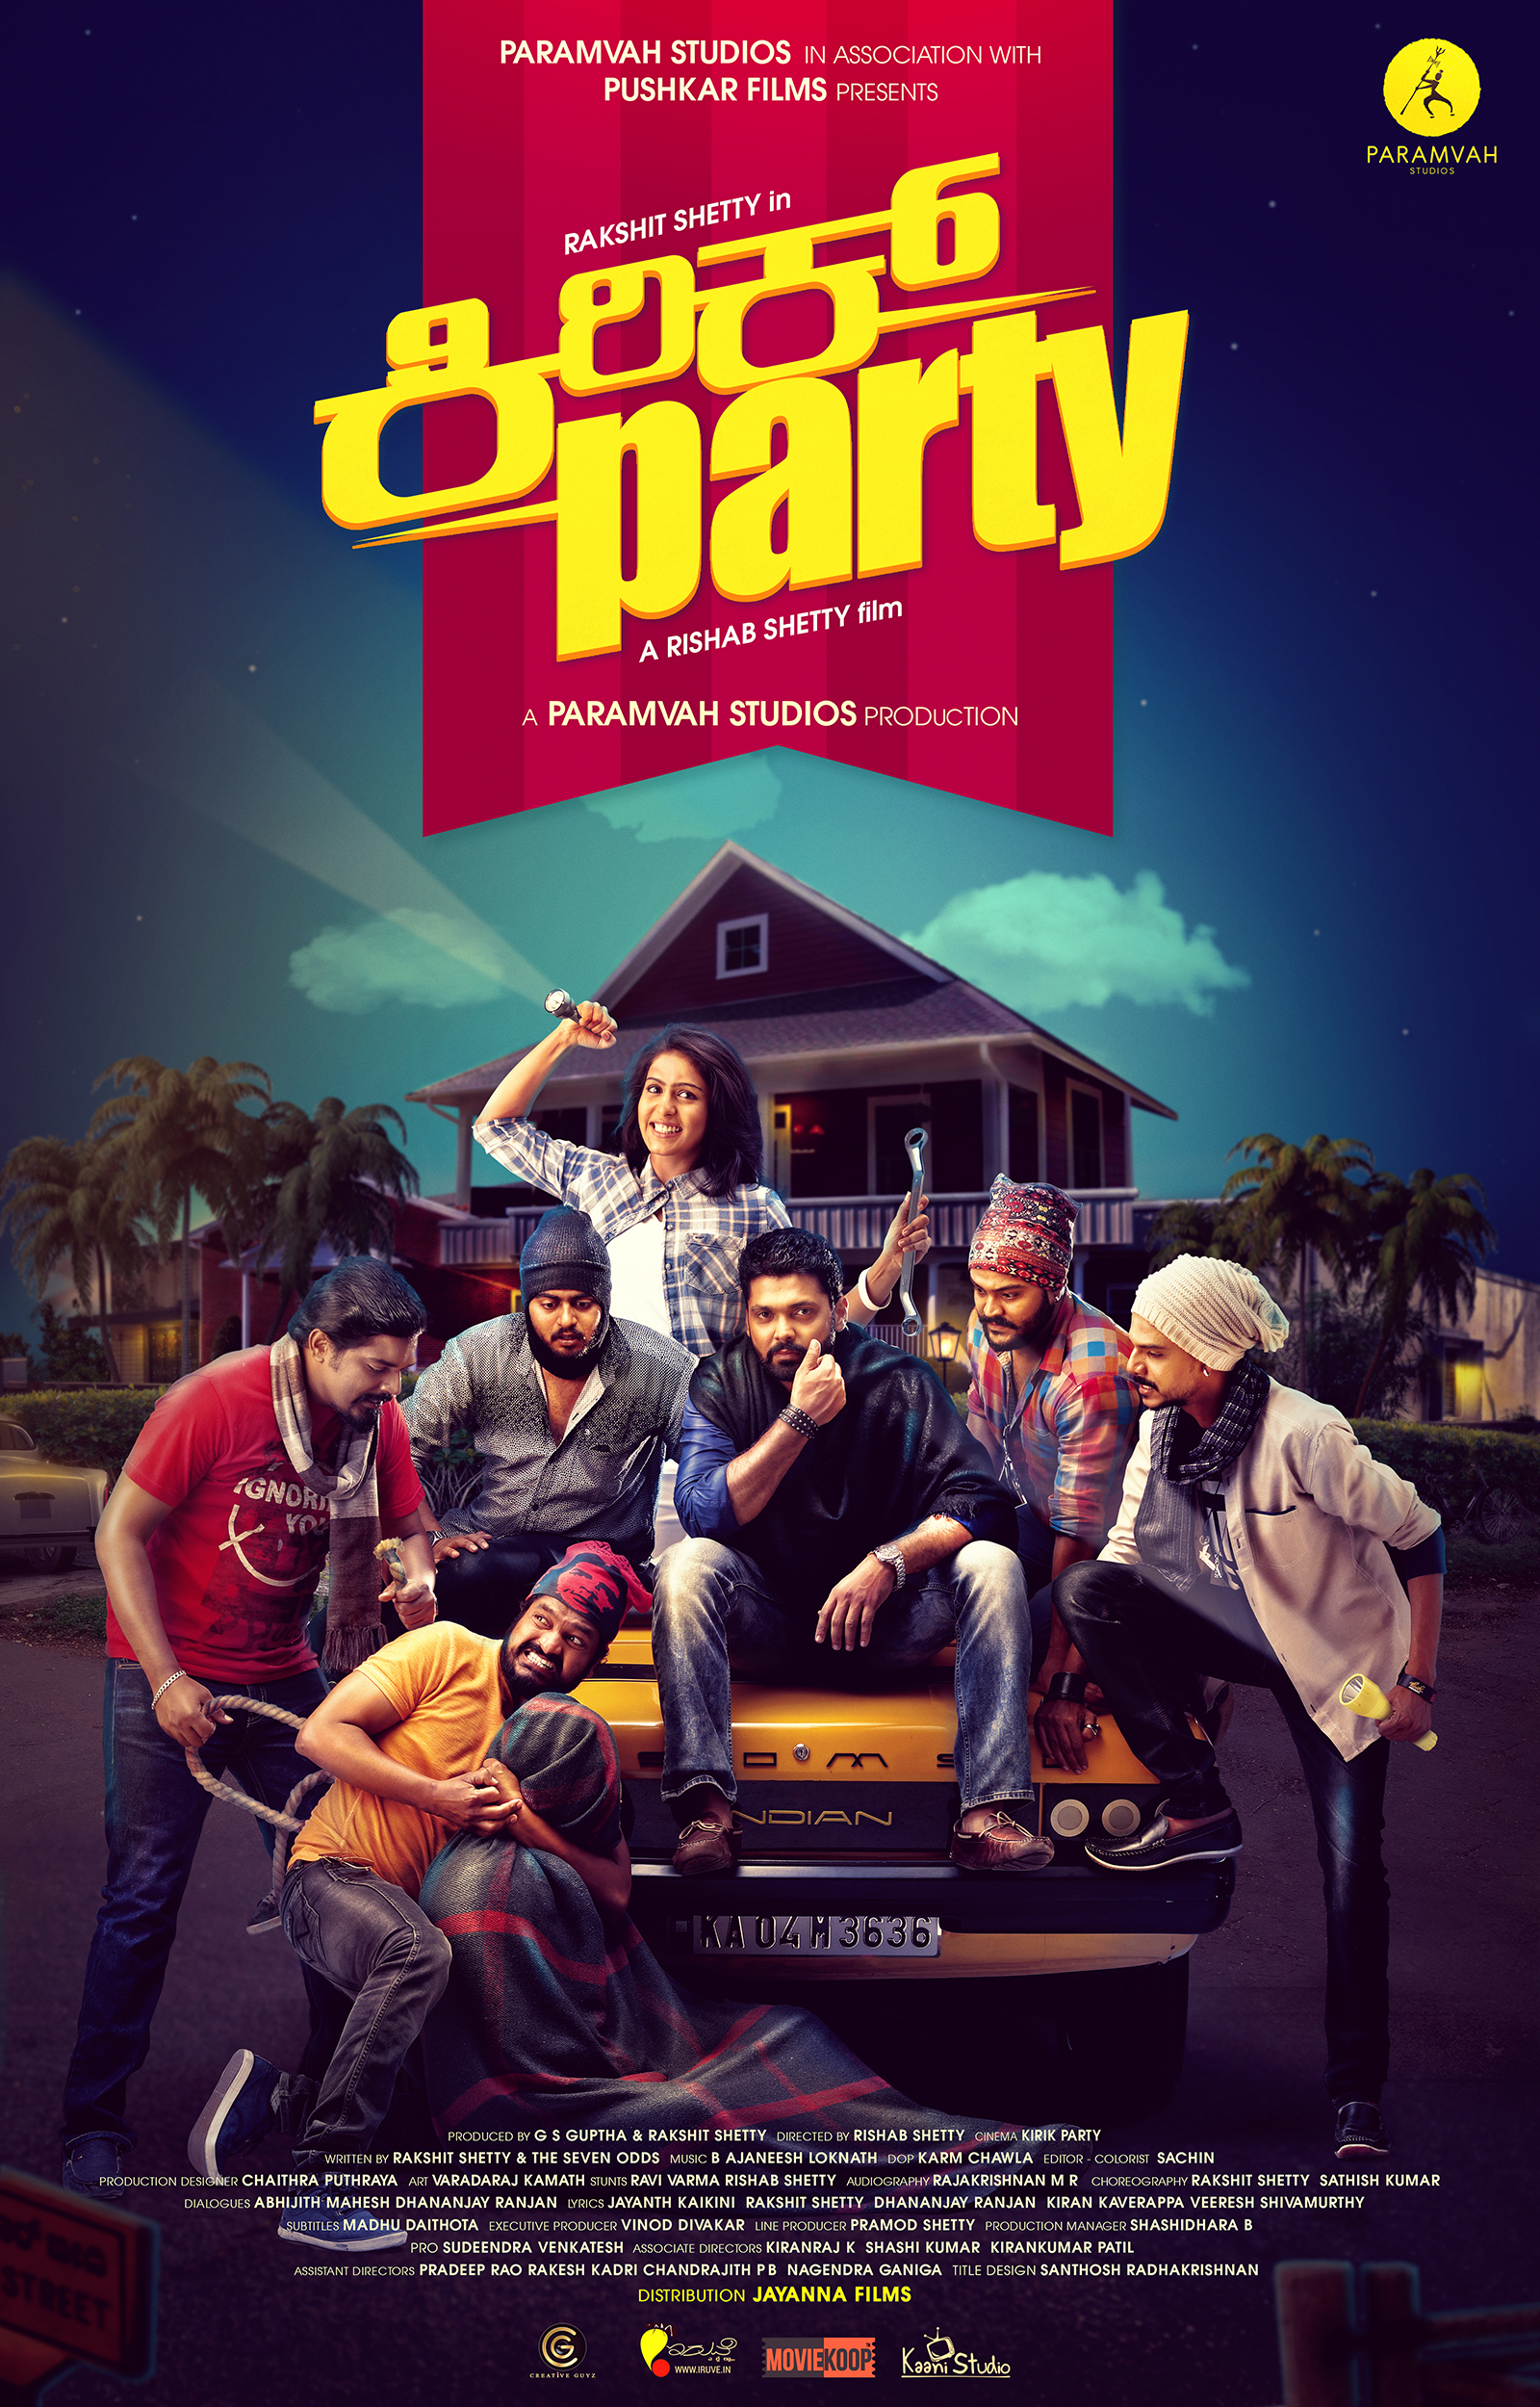 PARAMVAH STUDIOS IN ASSOCIATION WITH
PUSHKAR FILMS PRESENTS
PARAMVAH
STUDIOS
RAKSHIT SHETTY in
ಕಿರಿಕ್
party
A RISHAB SHETTY film
A PARAMVAH STUDIOS PRODUCTION
IGNORE
YOU
INDIAN
KA04M3636
PRODUCED BY G S GUPTHA & RAKSHIT SHETTY DIRECTED BY RISHAB SHETTY CINEMA KIRIK PARTY
WRITTEN BY RAKSHIT SHETTY & THE SEVEN ODDS MUSIC B AJANEESH LOKNATH DOP KARM CHAWLA EDITOR - COLORIST SACHIN
PRODUCTION DESIGNER CHAITHRA PUTHRAYA ART VARADARAJ KAMATH STUNTS RAVI VARMA RISHAB SHETTY AUDIOGRAPHY RAJAKRISHNAN M R CHOREOGRAPHY RAKSHIT SHETTY SATHISH KUMAR
DIALOGUES ABHIJITH MAHESH DHANANJAY RANJAN LYRICS JAYANTH KAIKINI RAKSHIT SHETTY DHANANJAY RANJAN KIRAN KAVERAPPA VEERESH SHIVAMURTHY
SUBTITLES MADHU DAITHOTA EXECUTIVE PRODUCER VINOD DIVAKAR LINE PRODUCER PRAMOD SHETTY PRODUCTION MANAGER SHASHIDHARA B
PRO SUDEENDRA VENKATESH ASSOCIATE DIRECTORS KIRANRAJ K SHASHI KUMAR KIRANKUMAR PATIL
ASSISTANT DIRECTORS PRADEEP RAO RAKESH KADRI CHANDRAJITH P B NAGENDRA GANIGA TITLE DESIGN SANTHOSH RADHAKRISHNAN
DISTRIBUTION JAYANNA FILMS
STREET
CREATIVE GUYZ
WWW.IRUVE.IN
MOVIEKOOP
Kaani Studio